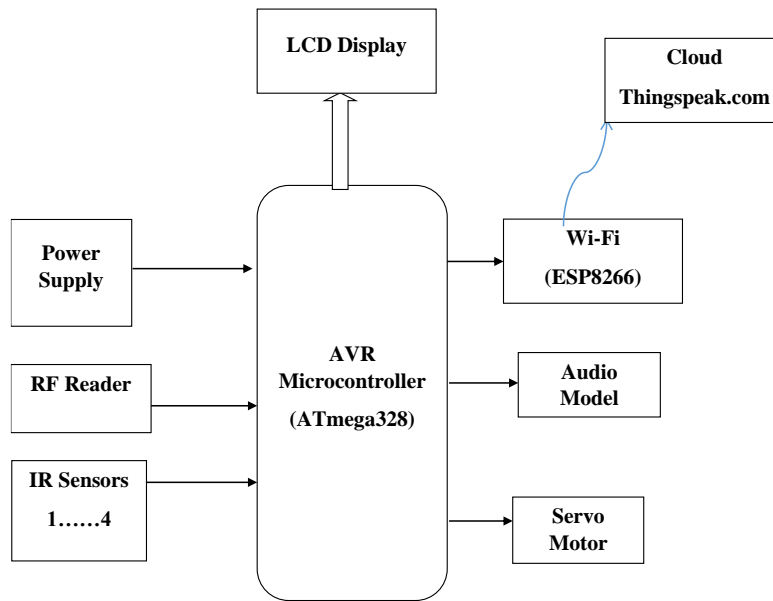 LCD Display
Cloud
Thingspeak.com
Power
Supply
Wi-Fi
(ESP8266)
AVR
Microcontroller
(ATmega328)
RF Reader
Audio
Model
IR Sensors
1......4
Servo
Motor